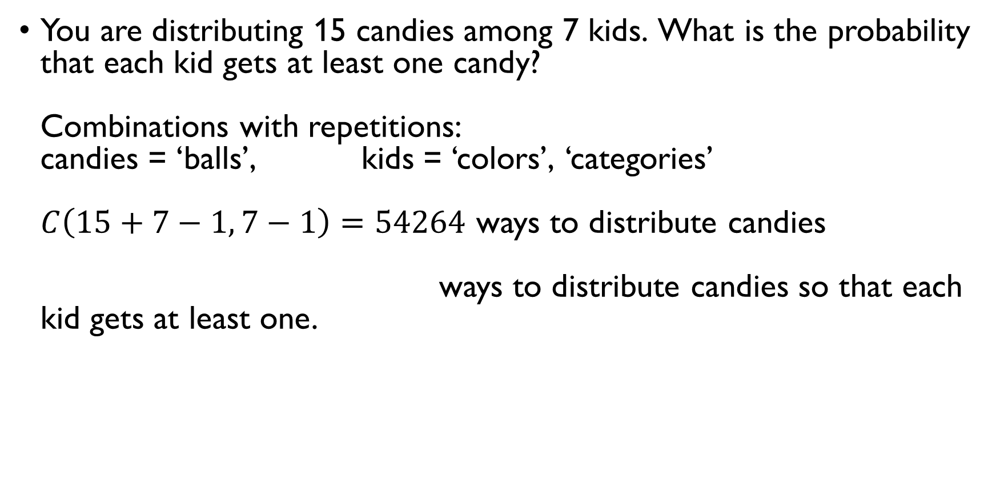 • You are distributing 15 candies among 7 kids. What is the probability
that each kid gets at least one candy?
Combinations with repetitions:
candies = ‘balls’, kids = ‘colors’, ‘categories’
𝐶(15 + 7 − 1, 7 − 1) = 54264 ways to distribute candies
ways to distribute candies so that each
kid gets at least one.